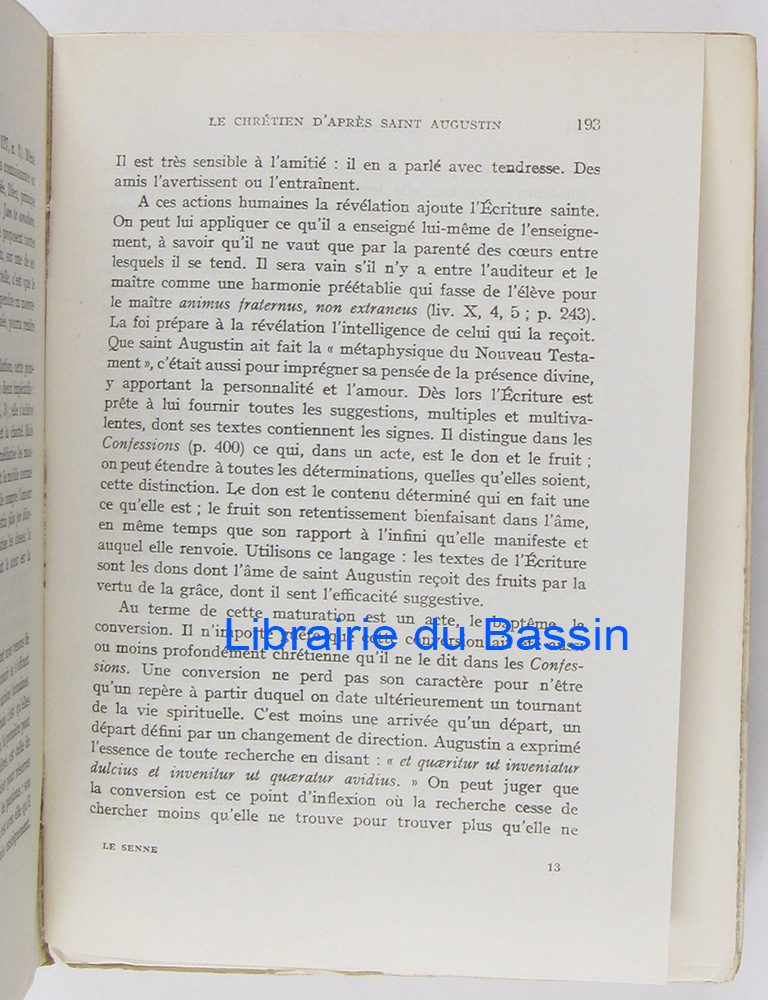 LE CHRÉTIEN D'APRÈS SAINT AUGUSTIN 193
Il est très sensible à l'amitié : il en a parlé avec tendresse. Des
amis l'avertissent ou l'entraînent.
A ces actions humaines la révélation ajoute l'Écriture sainte.
On peut lui appliquer ce qu'il a enseigné lui-même de l'enseigne-
ment, à savoir qu'il ne vaut que par la parenté des cœurs entre
lesquels il se tend. Il sera vain s'il n'y a entre l'auditeur et le
maître comme une harmonie préétablie qui fasse de l'élève pour
le maître animus fraternus, non extraneus (liv. X, 4, 5 ; p. 243).
La foi prépare à la révélation l'intelligence de celui qui la reçoit.
Que saint Augustin ait fait la « métaphysique du Nouveau Testa-
ment », c'était aussi pour imprégner sa pensée de la présence divine,
y apportant la personnalité et l'amour. Dès lors l'Écriture est
prête à lui fournir toutes les suggestions, multiples et multiva-
lentes, dont ses textes contiennent les signes. Il distingue dans les
Confessions (p. 400) ce qui, dans un acte, est le don et le fruit ;
on peut étendre à toutes les déterminations, quelles qu'elles soient,
cette distinction. Le don est le contenu déterminé qui en fait une
ce qu'elle est ; le fruit son retentissement bienfaisant dans l'âme,
en même temps que son rapport à l'infini qu'elle manifeste et
auquel elle renvoie. Utilisons ce langage : les textes de l'Écriture
sont les dons dont l'âme de saint Augustin reçoit des fruits par la
vertu de la grâce, dont il sent l'efficacité suggestive.
Au terme de cette maturation est un acte, le baptême, la
conversion. Il n'importe guère que cette conversion ait été aussi
Librairie du Bassin
ou moins profondément chrétienne qu'il ne le dit dans les Confes-
sions. Une conversion ne perd pas son caractère pour n'être
qu'un repère à partir duquel on date ultérieurement un tournant
de la vie spirituelle. C'est moins une arrivée qu'un départ, un
départ défini par un changement de direction. Augustin a exprimé
l'essence de toute recherche en disant : « et quæritur ut inveniatur
dulcius et invenitur ut quæratur avidius. » On peut juger que
la conversion est ce point d'inflexion où la recherche cesse de
chercher moins qu'elle ne trouve pour trouver plus qu'elle ne
LE SENNE 13